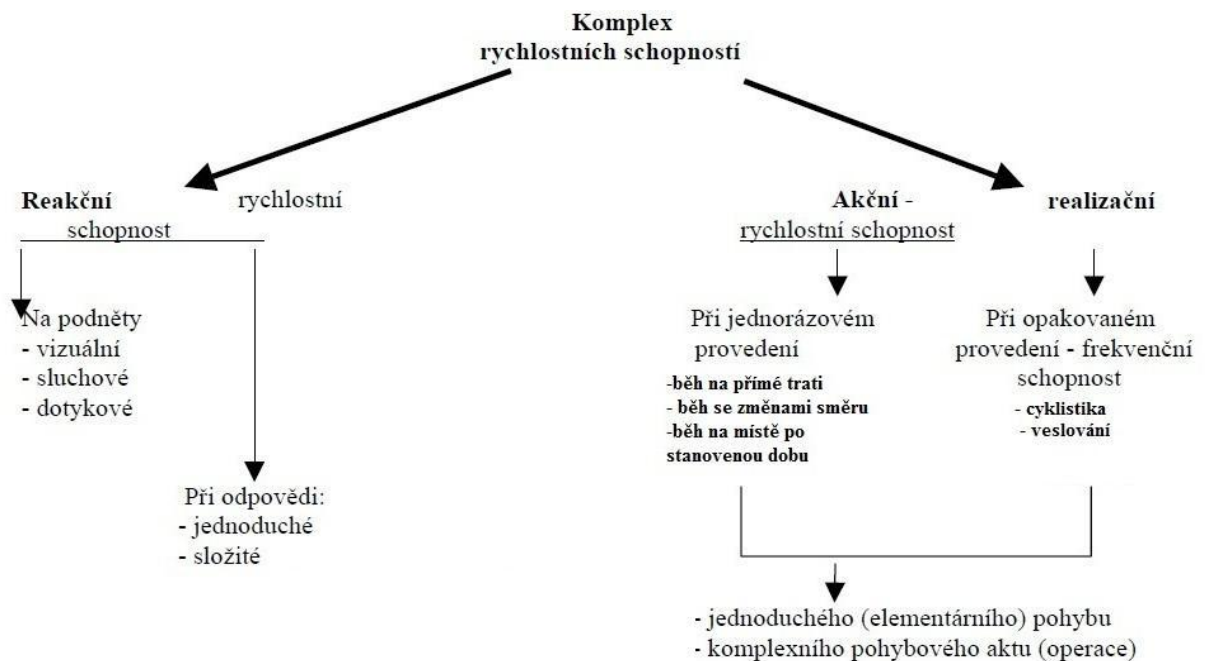 Komplex
rychlostních schopností
Reakční rychlostní
schopnost
Na podněty
- vizuální
- sluchové
- dotykové
Při odpovědi:
- jednoduché
- složité
Akční - realizační
rychlostní schopnost
Při jednorázovém
provedení
-běh na přímé trati
- běh se změnami směru
-běh na místě po
stanovenou dobu
Při opakovaném
provedení - frekvenční
schopnost
- cyklistika
- veslování
- jednoduchého (elementárního) pohybu
- komplexního pohybového aktu (operace)